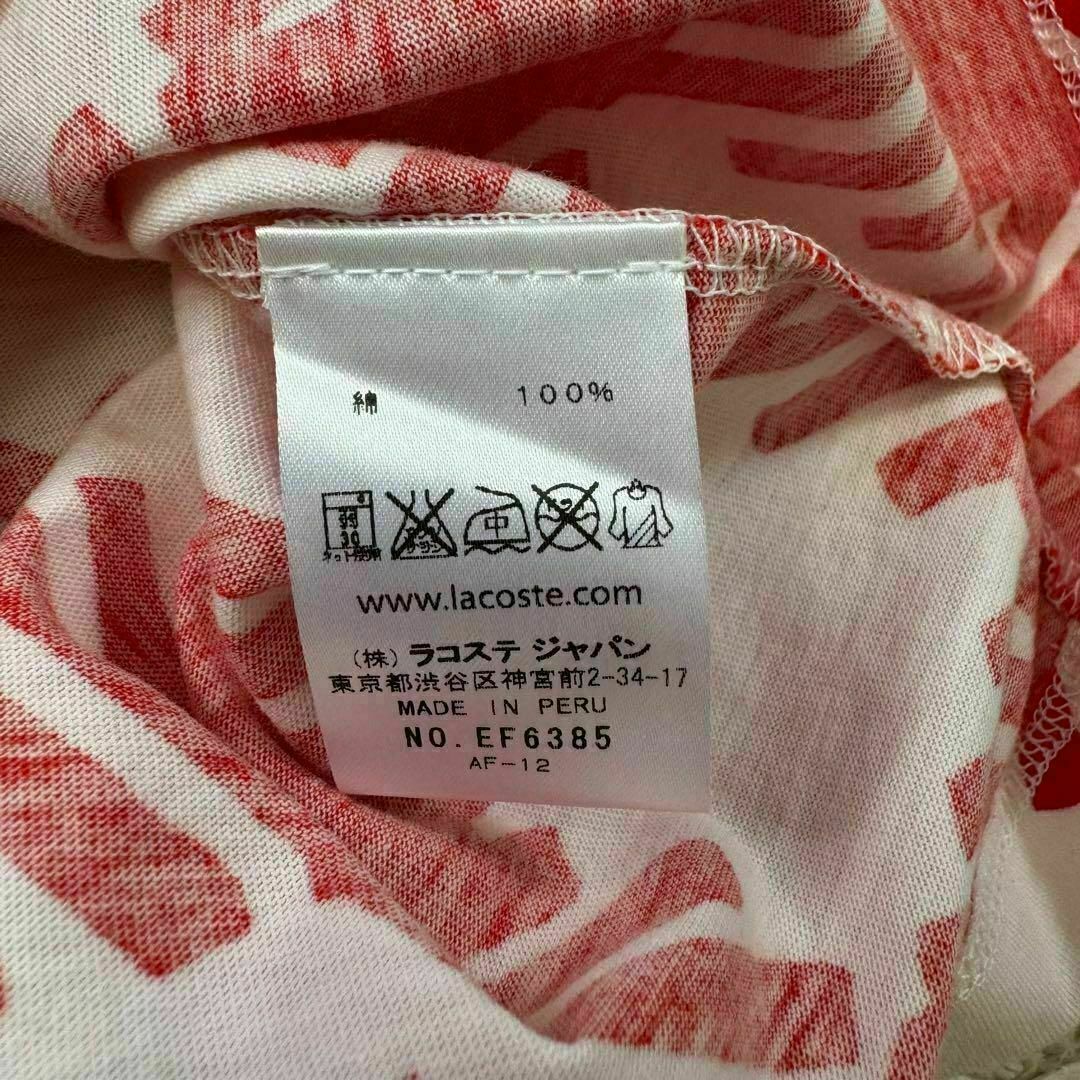 綿 100%
弱 30 中
ネット使用
www.lacoste.com
(株) ラコステ ジャパン
東京都渋谷区神宮前2-34-17
MADE IN PERU
NO. EF6385
AF-12